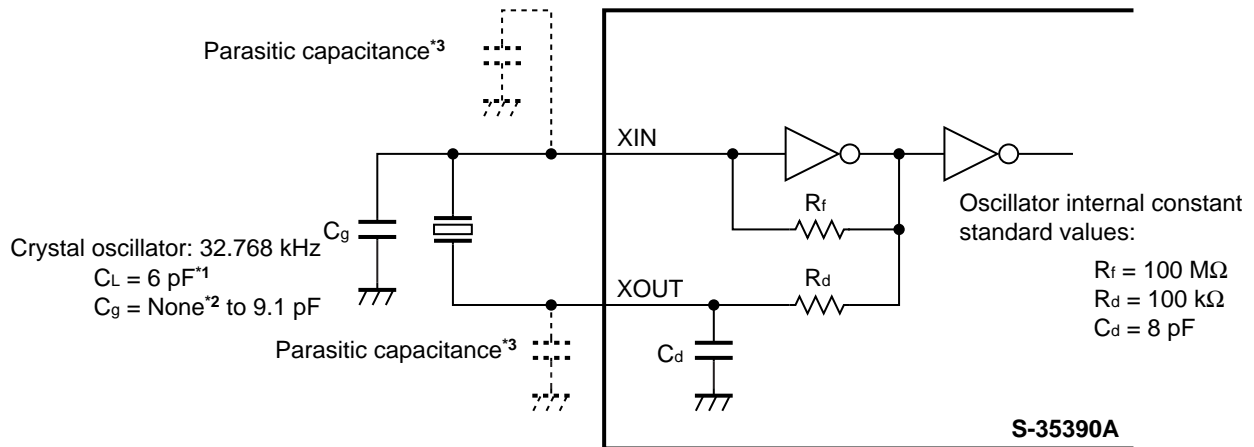 Parasitic capacitance*3
XIN
Rf
Cg
Crystal oscillator: 32.768 kHz
CL = 6 pF*1
Cg = None*2 to 9.1 pF
Oscillator internal constant
standard values:
Rf = 100 MΩ
Rd = 100 kΩ
Cd = 8 pF
XOUT
Rd
Parasitic capacitance*3
Cd
S-35390A